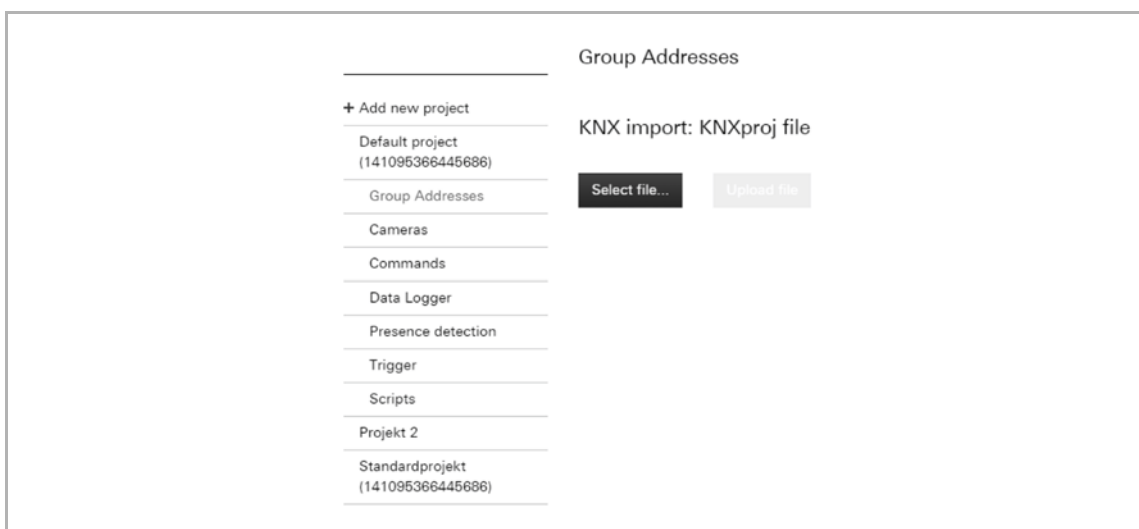 Group Addresses
+ Add new project
KNX import: KNXproj file
Default project
(141095366445686)
Select file...
Upload file
Group Addresses
Cameras
Commands
Data Logger
Presence detection
Trigger
Scripts
Projekt 2
Standardprojekt
(141095366445686)